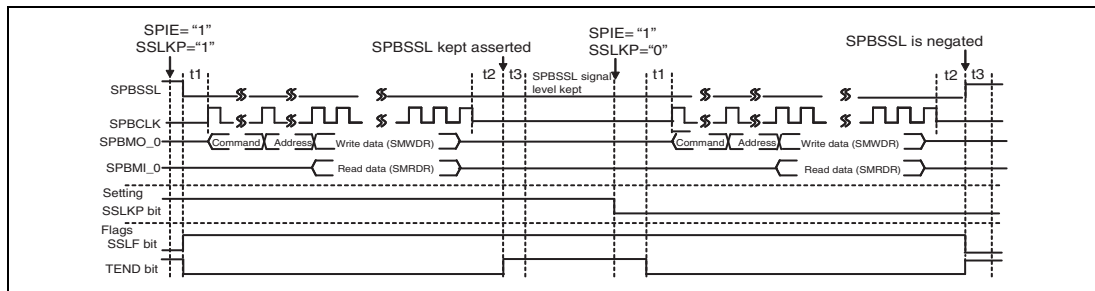 SPIE= “1”
SSLKP=“1”
SPBSSL kept asserted
SPIE= “1”
SSLKP=“0”
SPBSSL is negated
t1
t2
t3
SPBSSL signal
level kept
t1
t2
t3
SPBSSL
SPBCLK
SPBMO_0
Command
Address
Write data (SMWDR)
Command
Address
Write data (SMWDR)
SPBMI_0
Read data (SMRDR)
Read data (SMRDR)
Setting
SSLKP bit
Flags
SSLF bit
TEND bit